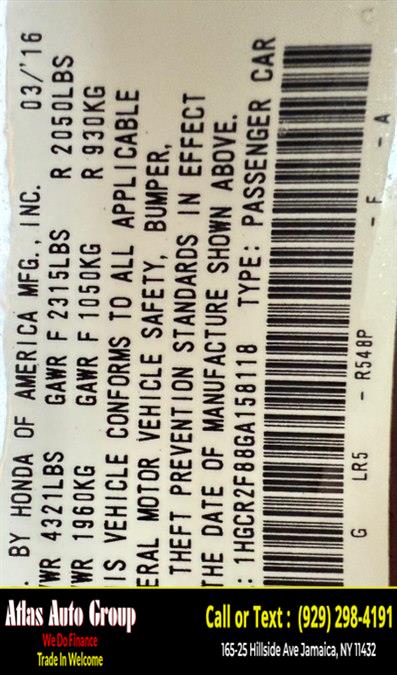 BY HONDA OF AMERICA MFG., INC. 03/'16
WR 4321LBS GAWR F 2315LBS R 2050LBS
WR 1960KG GAWR F 1050KG R 930KG
IS VEHICLE CONFORMS TO ALL APPLICABLE
ERAL MOTOR VEHICLE SAFETY, BUMPER,
THEFT PREVENTION STANDARDS IN EFFECT
THE DATE OF MANUFACTURE SHOWN ABOVE.
: 1HGCR2F88GA158118 TYPE: PASSENGER CAR
G LR5 - R548P - F - A
Atlas Auto Group
We Do Finance
Trade In Welcome
Call or Text : (929) 298-4191
165-25 Hillside Ave Jamaica, NY 11432